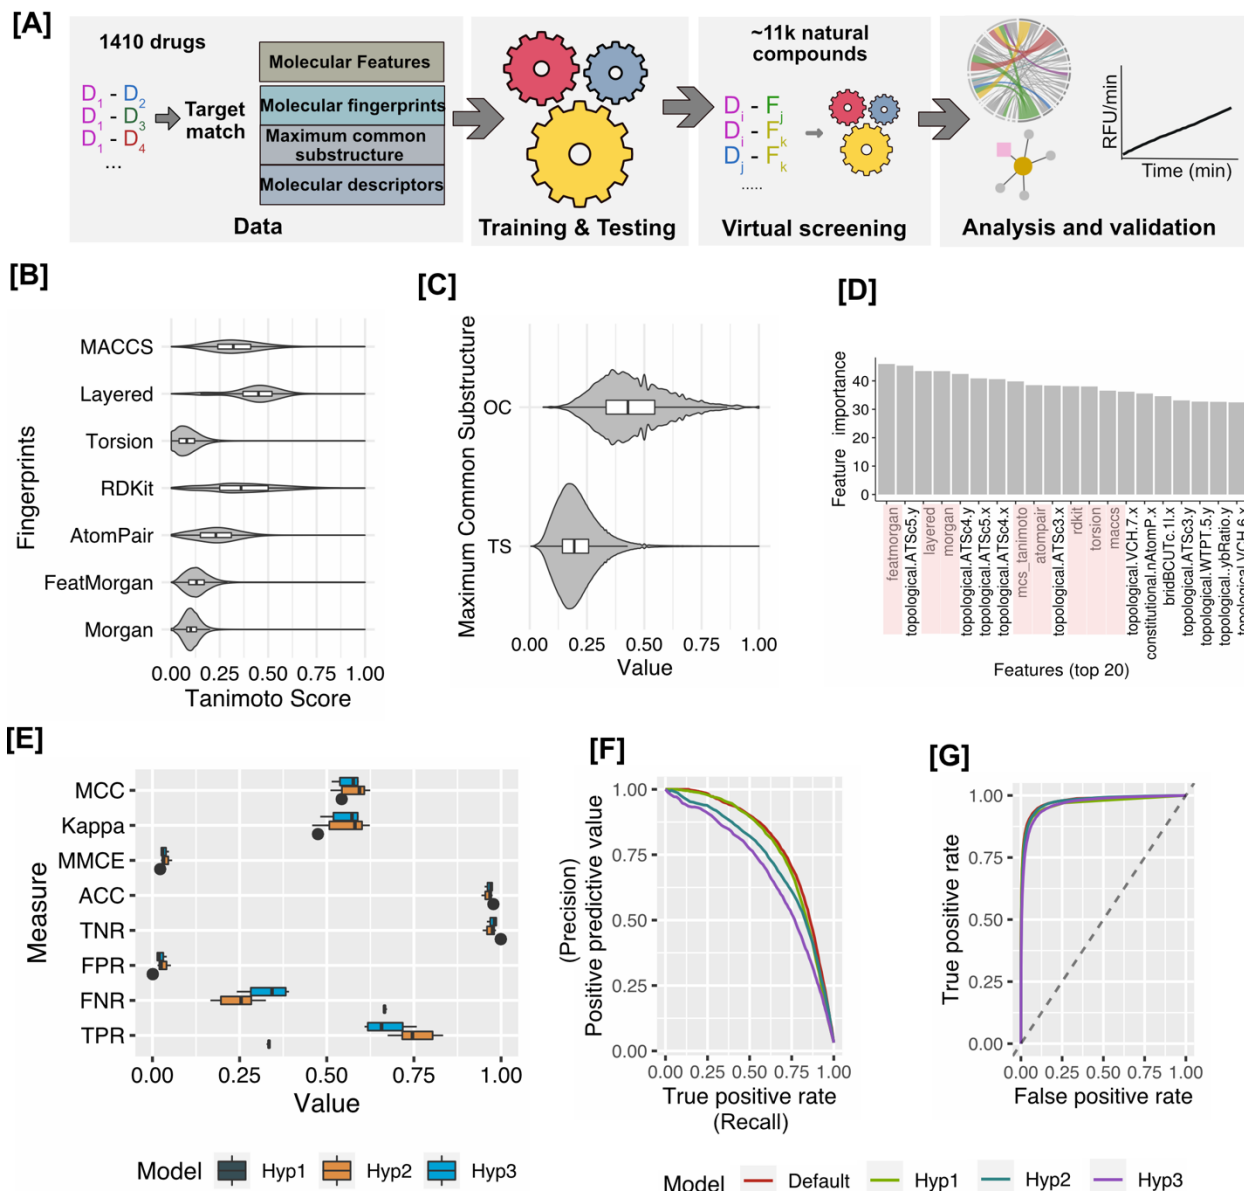 [A]
1410 drugs
D1 - D2
D1 - D3
D1 - D4
...
Target
match
Molecular Features
Molecular fingerprints
Maximum common
substructure
Molecular descriptors
Data
Training & Testing
~11k natural
compounds
Di - Fj
Di - Fk
Dj - Fk
.....
Virtual screening
RFU/min
Time (min)
Analysis and validation
[B]
Fingerprints
MACCS
Layered
Torsion
RDKit
AtomPair
FeatMorgan
Morgan
0.00 0.25 0.50 0.75 1.00
Tanimoto Score
[C]
Maximum Common Substructure
OC
TS
0.00 0.25 0.50 0.75 1.00
Value
[D]
Feature importance
40
30
20
10
0
featmorgan
topological.ATSc5.y
layered
morgan
topological.ATSc4.y
topological.ATSc5.x
topological.ATSc4.x
mcs_tanimoto
atompair
topological.ATSc3.x
rdkit
torsion
maccs
topological.VCH.7.x
constitutional.nAtomP.x
bridBCUTc.1l.x
topological.ATSc3.y
topological.WTPT.5.y
topological..ybRatio.y
topological.VCH.6.x
Features (top 20)
[E]
Measure
MCC
Kappa
MMCE
ACC
TNR
FPR
FNR
TPR
0.00 0.25 0.50 0.75 1.00
Value
Model Hyp1 Hyp2 Hyp3
[F]
(Precision)
Positive predictive value
1.00
0.75
0.50
0.25
0.00
0.00 0.25 0.50 0.75 1.00
True positive rate
(Recall)
[G]
True positive rate
1.00
0.75
0.50
0.25
0.00
0.00 0.25 0.50 0.75 1.00
False positive rate
Model Default Hyp1 Hyp2 Hyp3